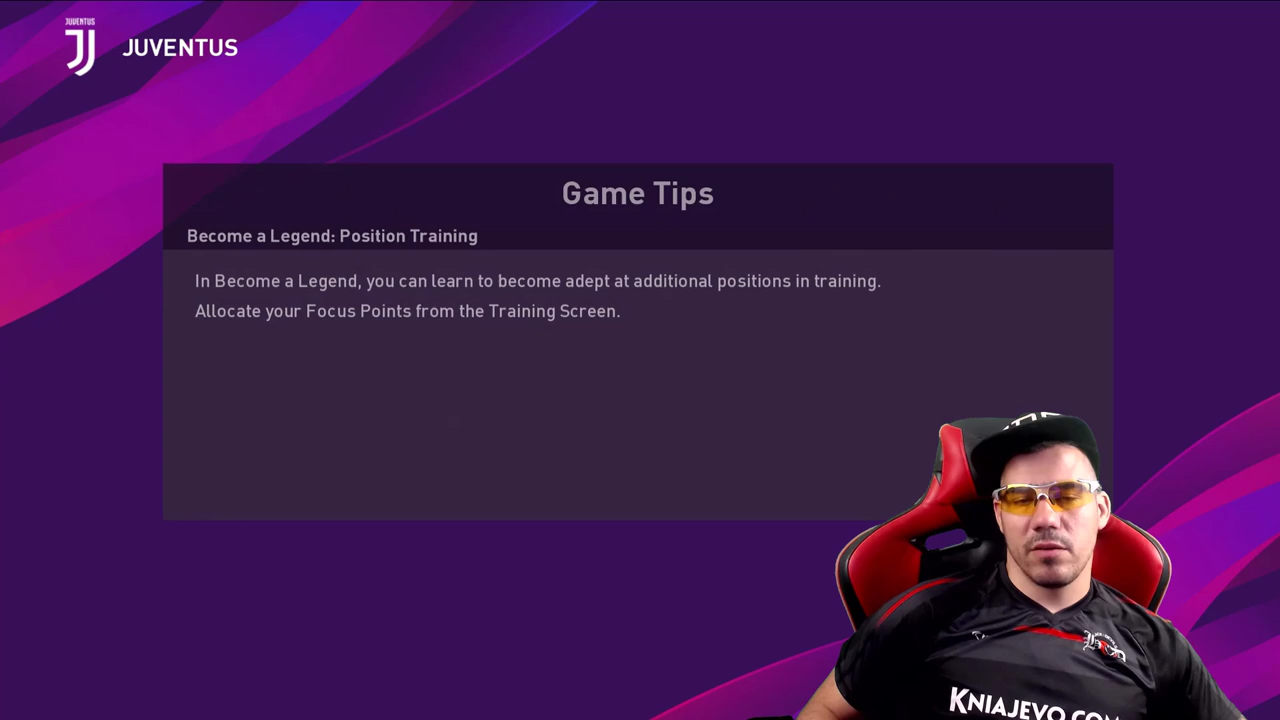 JUVENTUS
JUVENTUS
Game Tips
Become a Legend: Position Training
In Become a Legend, you can learn to become adept at additional positions in training.
Allocate your Focus Points from the Training Screen.
KNIAJEVO.COM